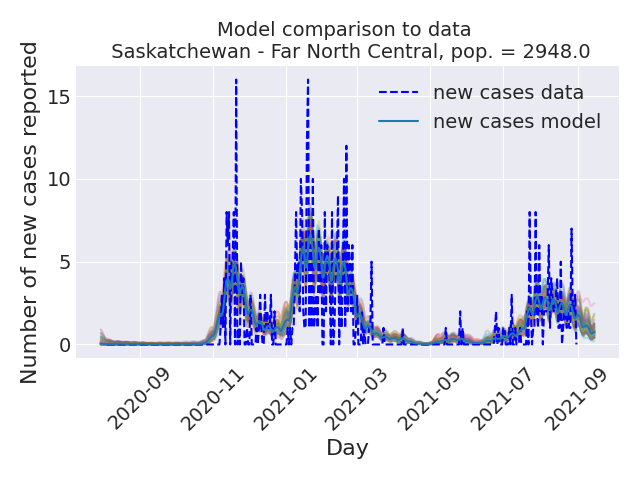 Model comparison to data
Saskatchewan - Far North Central, pop. = 2948.0
Number of new cases reported
15
10
5
0
new cases data
new cases model
2020-09
2020-11
2021-01
2021-03
2021-05
2021-07
2021-09
Day